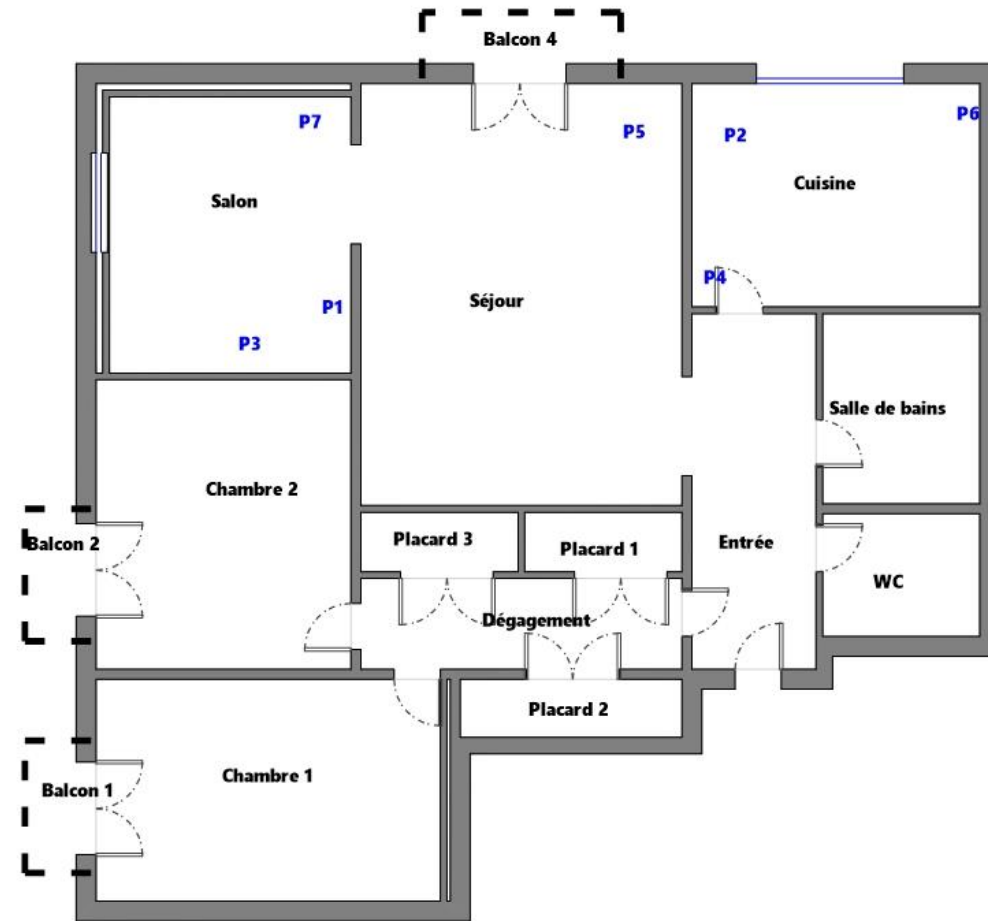 Balcon 4
P7
P5
P2
P6
Salon
Cuisine
P4
Séjour
P1
P3
Salle de bains
Chambre 2
Balcon 2
Placard 3
Placard 1
Entrée
WC
Dégagement
Placard 2
Chambre 1
Balcon 1